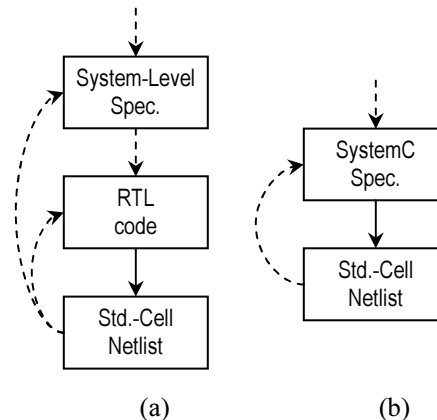 System-Level
Spec.
RTL
code
Std.-Cell
Netlist
(a)
SystemC
Spec.
Std.-Cell
Netlist
(b)